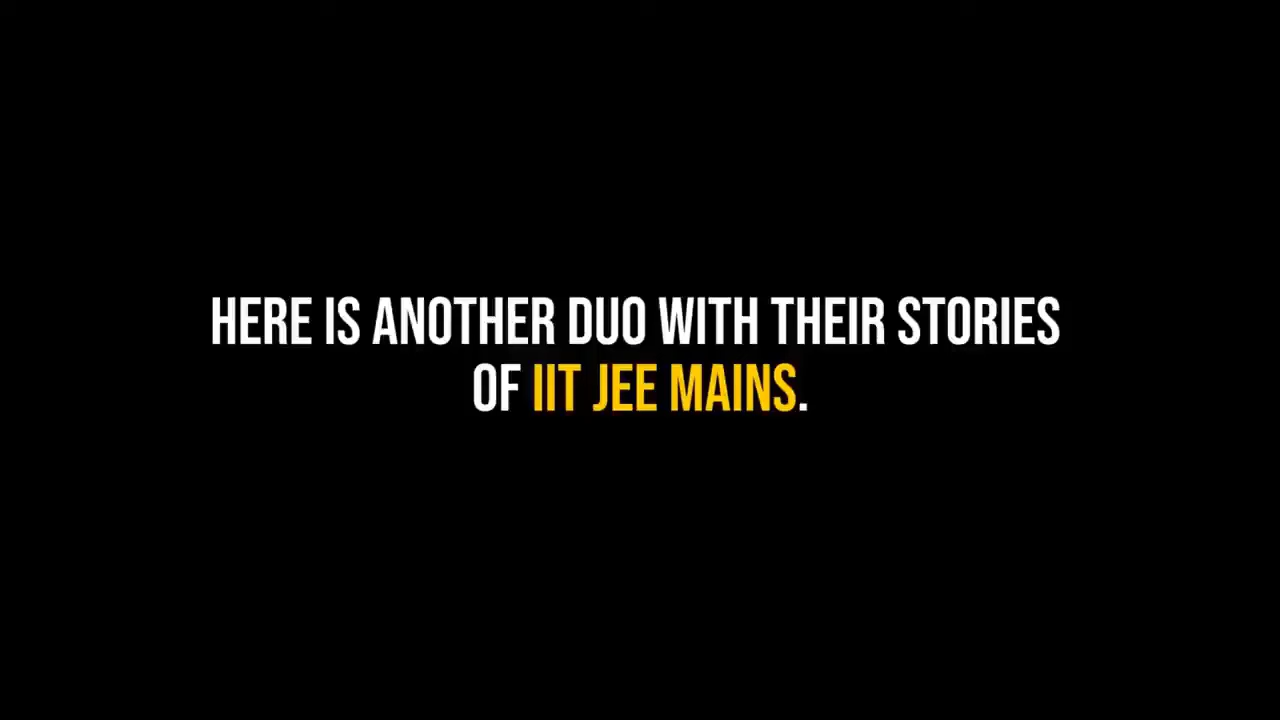 HERE IS ANOTHER DUO WITH THEIR STORIES
OF IIT JEE MAINS.